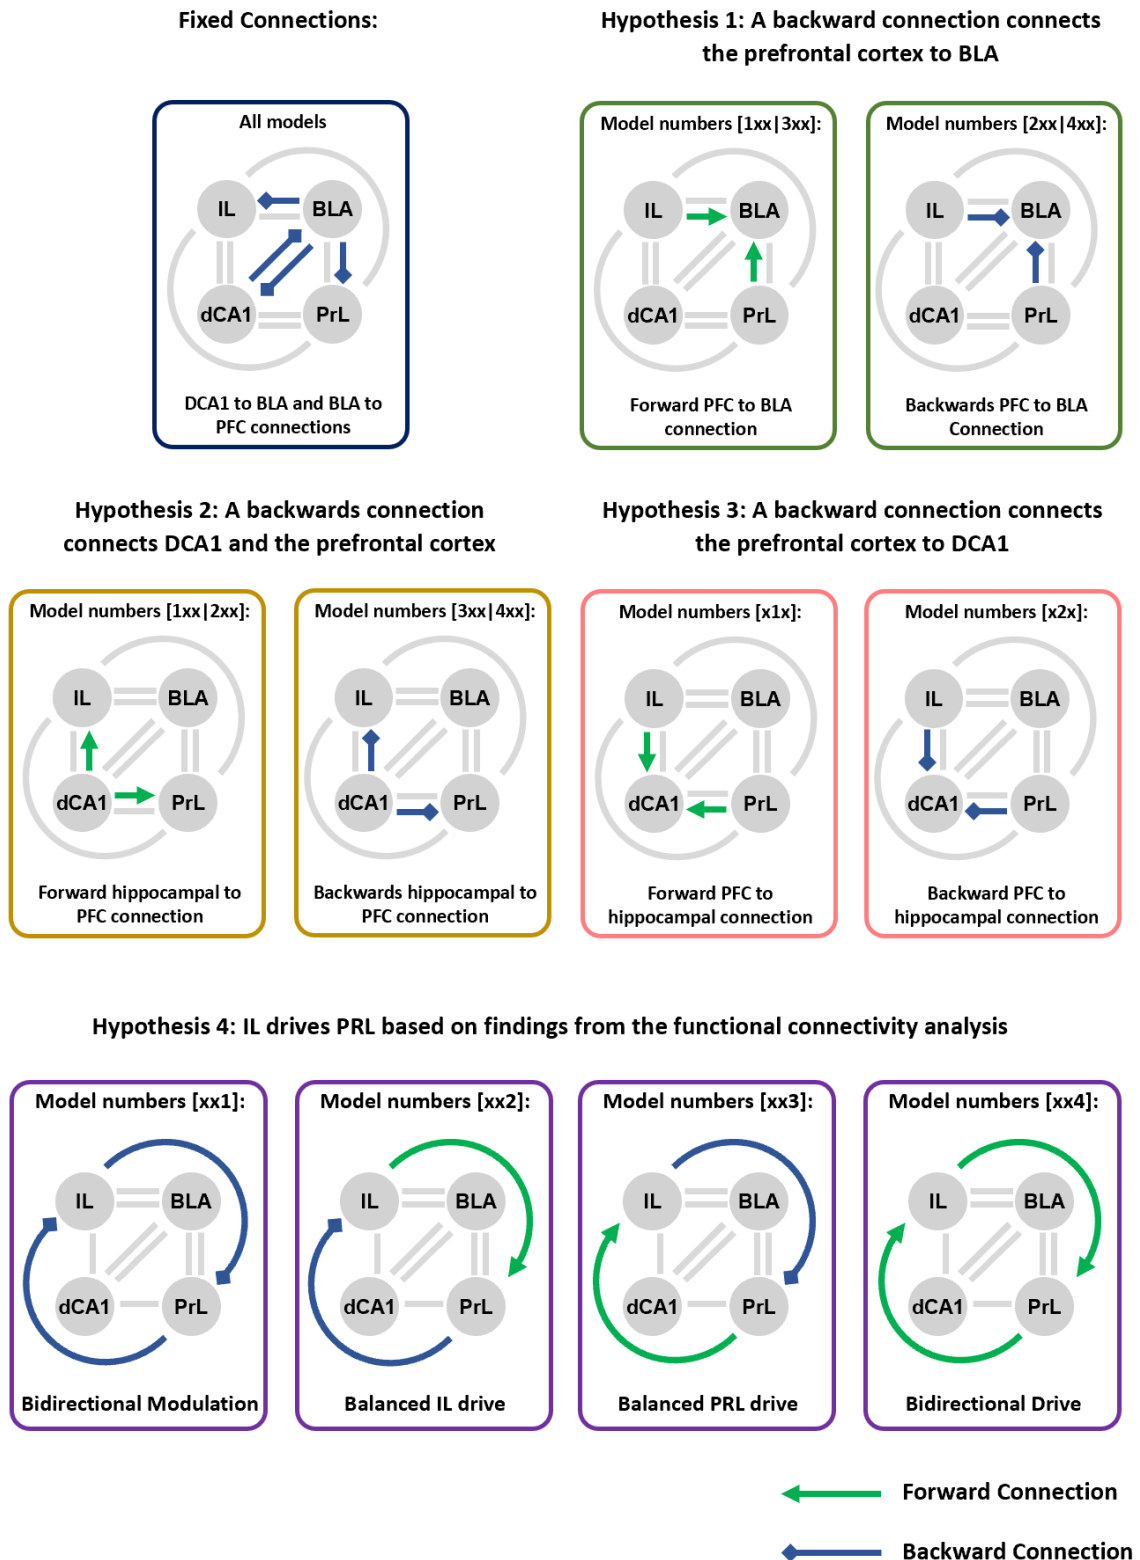 Fixed Connections:
Hypothesis 1: A backward connection connects
the prefrontal cortex to BLA
All models
IL
BLA
dCA1
PrL
DCA1 to BLA and BLA to
PFC connections
Model numbers [1xx|3xx]:
IL
BLA
dCA1
PrL
Forward PFC to BLA
connection
Model numbers [2xx|4xx]:
IL
BLA
dCA1
PrL
Backwards PFC to BLA
Connection
Hypothesis 2: A backwards connection
connects DCA1 and the prefrontal cortex
Hypothesis 3: A backward connection connects
the prefrontal cortex to DCA1
Model numbers [1xx|2xx]:
IL
BLA
dCA1
PrL
Forward hippocampal to
PFC connection
Model numbers [3xx|4xx]:
IL
BLA
dCA1
PrL
Backwards hippocampal to
PFC connection
Model numbers [x1x]:
IL
BLA
dCA1
PrL
Forward PFC to
hippocampal connection
Model numbers [x2x]:
IL
BLA
dCA1
PrL
Backward PFC to
hippocampal connection
Hypothesis 4: IL drives PRL based on findings from the functional connectivity analysis
Model numbers [xx1]:
IL
BLA
dCA1
PrL
Bidirectional Modulation
Model numbers [xx2]:
IL
BLA
dCA1
PrL
Balanced IL drive
Model numbers [xx3]:
IL
BLA
dCA1
PrL
Balanced PRL drive
Model numbers [xx4]:
IL
BLA
dCA1
PrL
Bidirectional Drive
Forward Connection
Backward Connection